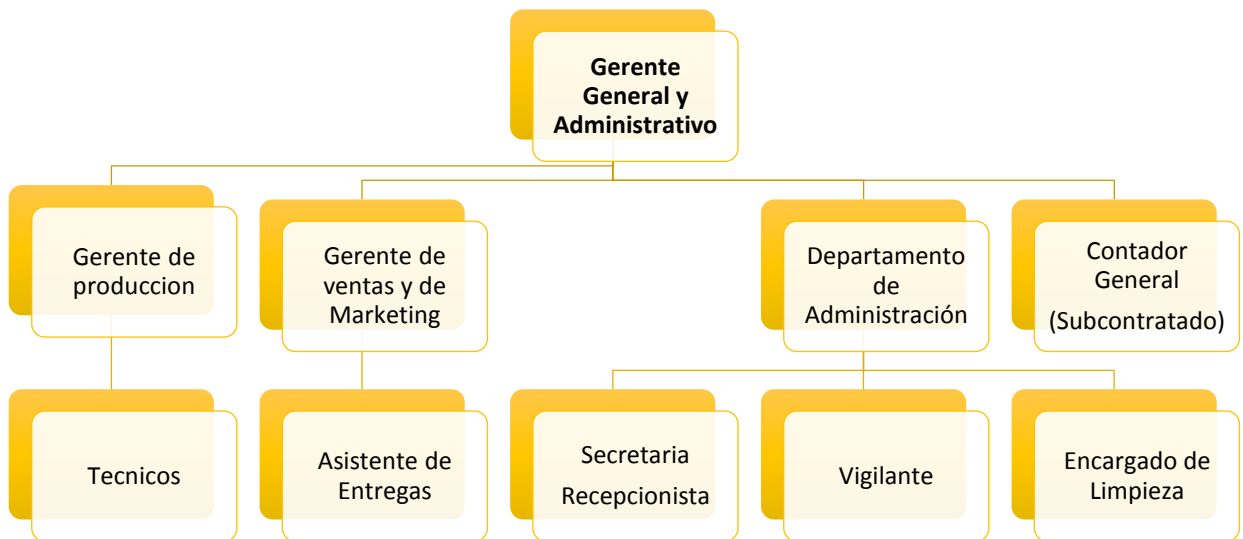 Gerente
General y
Administrativo
Gerente de
produccion
Gerente de
ventas y de
Marketing
Departamento
de
Administración
Contador
General
(Subcontratado)
Tecnicos
Asistente de
Entregas
Secretaria
Recepcionista
Vigilante
Encargado de
Limpieza